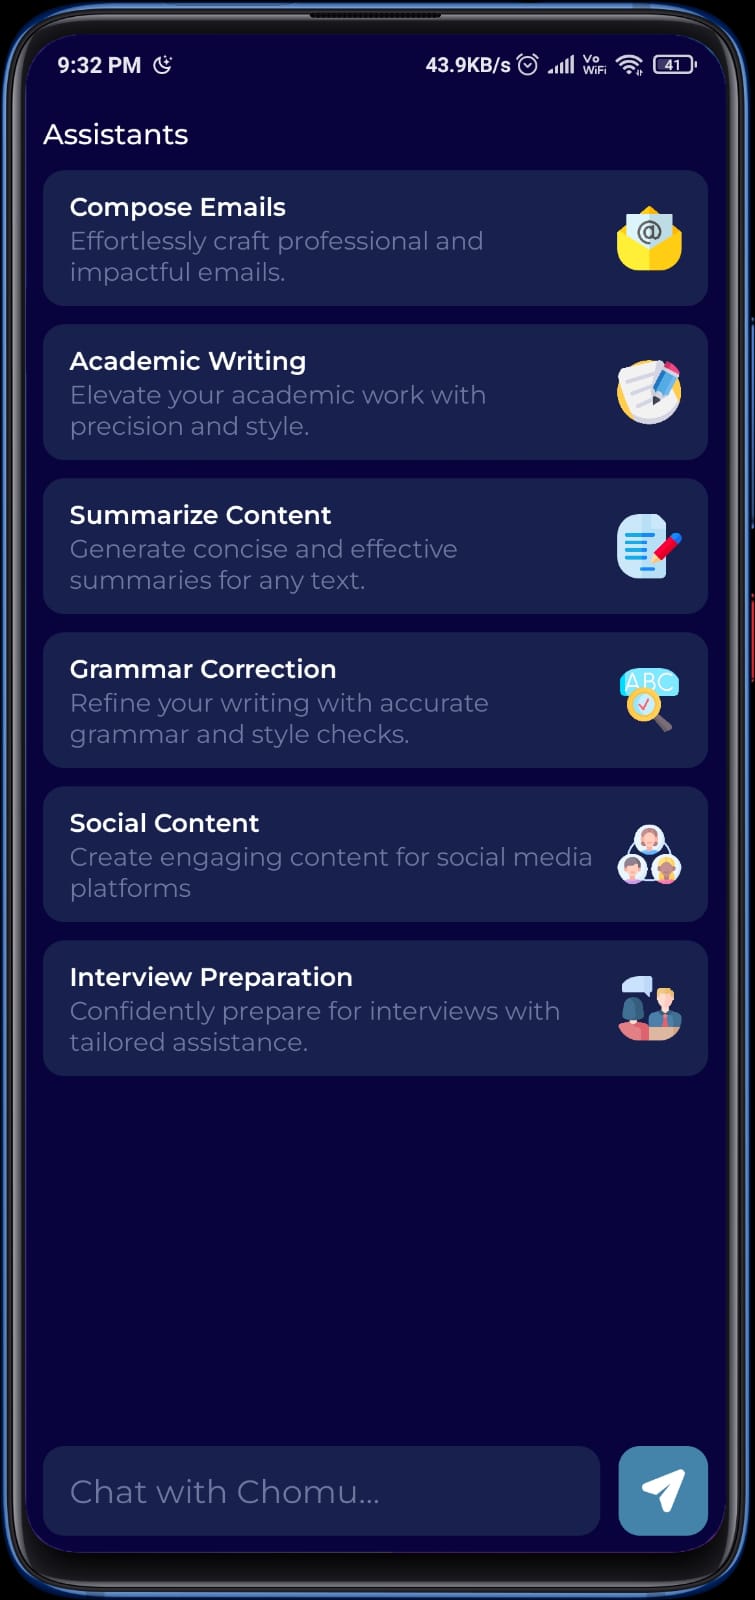 9:32 PM 43.9KB/s Vo WiFi 41
Assistants
Compose Emails
Effortlessly craft professional and
impactful emails.
@
Academic Writing
Elevate your academic work with
precision and style.
Summarize Content
Generate concise and effective
summaries for any text.
Grammar Correction
Refine your writing with accurate
grammar and style checks.
ABC
Social Content
Create engaging content for social media
platforms
Interview Preparation
Confidently prepare for interviews with
tailored assistance.
Chat with Chomu...